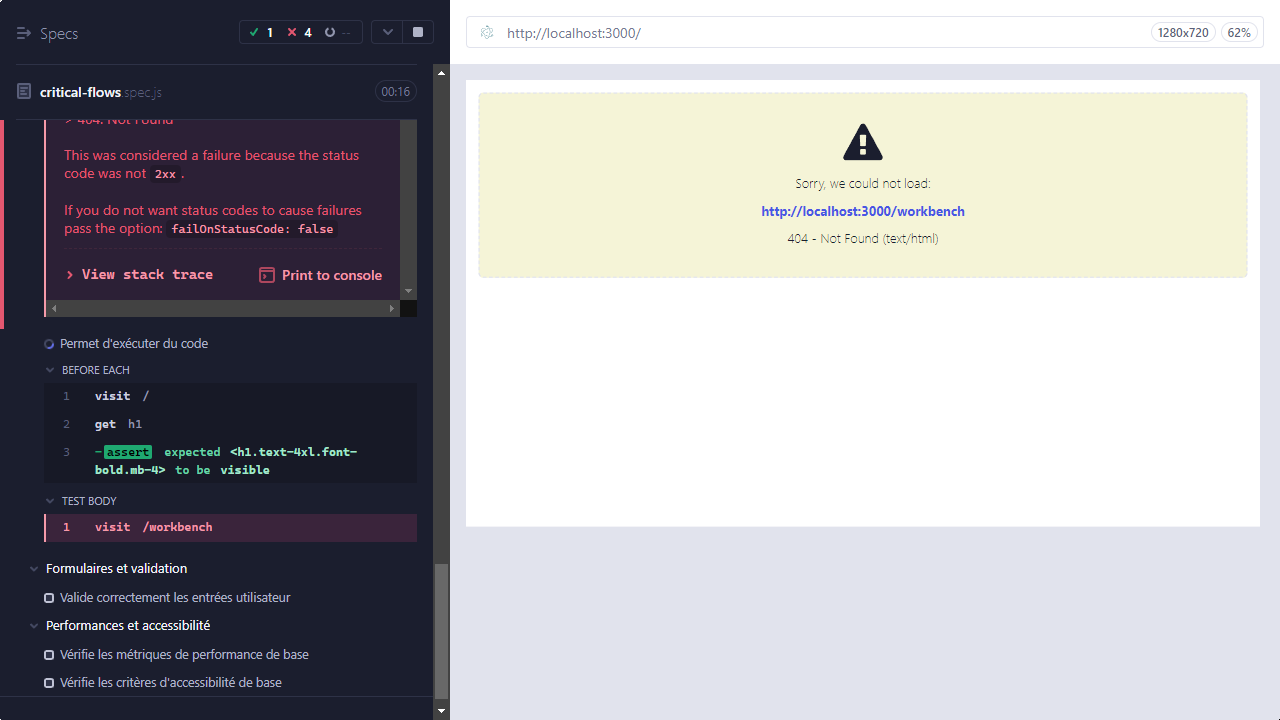 Specs
1
4
--
critical-flows.spec.js
00:16
> 404: Not Found
This was considered a failure because the status
code was not 2xx.
If you do not want status codes to cause failures
pass the option: failOnStatusCode: false
View stack trace
Print to console
Permet d'exécuter du code
BEFORE EACH
1 visit /
2 get h1
3 -assert expected <h1.text-4xl.font-
bold.mb-4> to be visible
TEST BODY
1 visit /workbench
Formulaires et validation
Valide correctement les entrées utilisateur
Performances et accessibilité
Vérifie les métriques de performance de base
Vérifie les critères d'accessibilité de base
http://localhost:3000/
1280x720
62%
Sorry, we could not load:
http://localhost:3000/workbench
404 - Not Found (text/html)